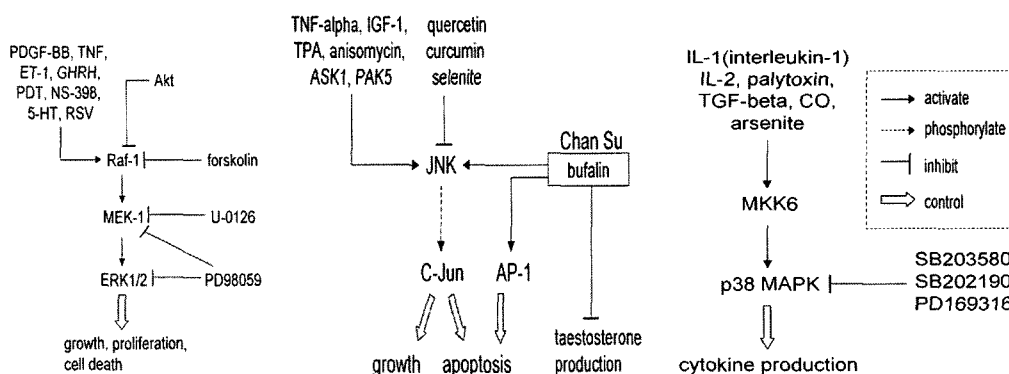 PDGF-BB, TNF,
ET-1, GHRH,
PDT, NS-398,
5-HT, RSV
Akt
Raf-1
forskolin
MEK-1
U-0126
ERK1/2
PD98059
growth, proliferation,
cell death
TNF-alpha, IGF-1,
TPA, anisomycin,
ASK1, PAK5
quercetin
curcumin
selenite
JNK
Chan Su
bufalin
C-Jun
AP-1
growth
apoptosis
taestosterone
production
IL-1(interleukin-1)
IL-2, palytoxin,
TGF-beta, CO,
arsenite
MKK6
p38 MAPK
SB203580
SB202190
PD169316
cytokine production
activate
phosphorylate
inhibit
control